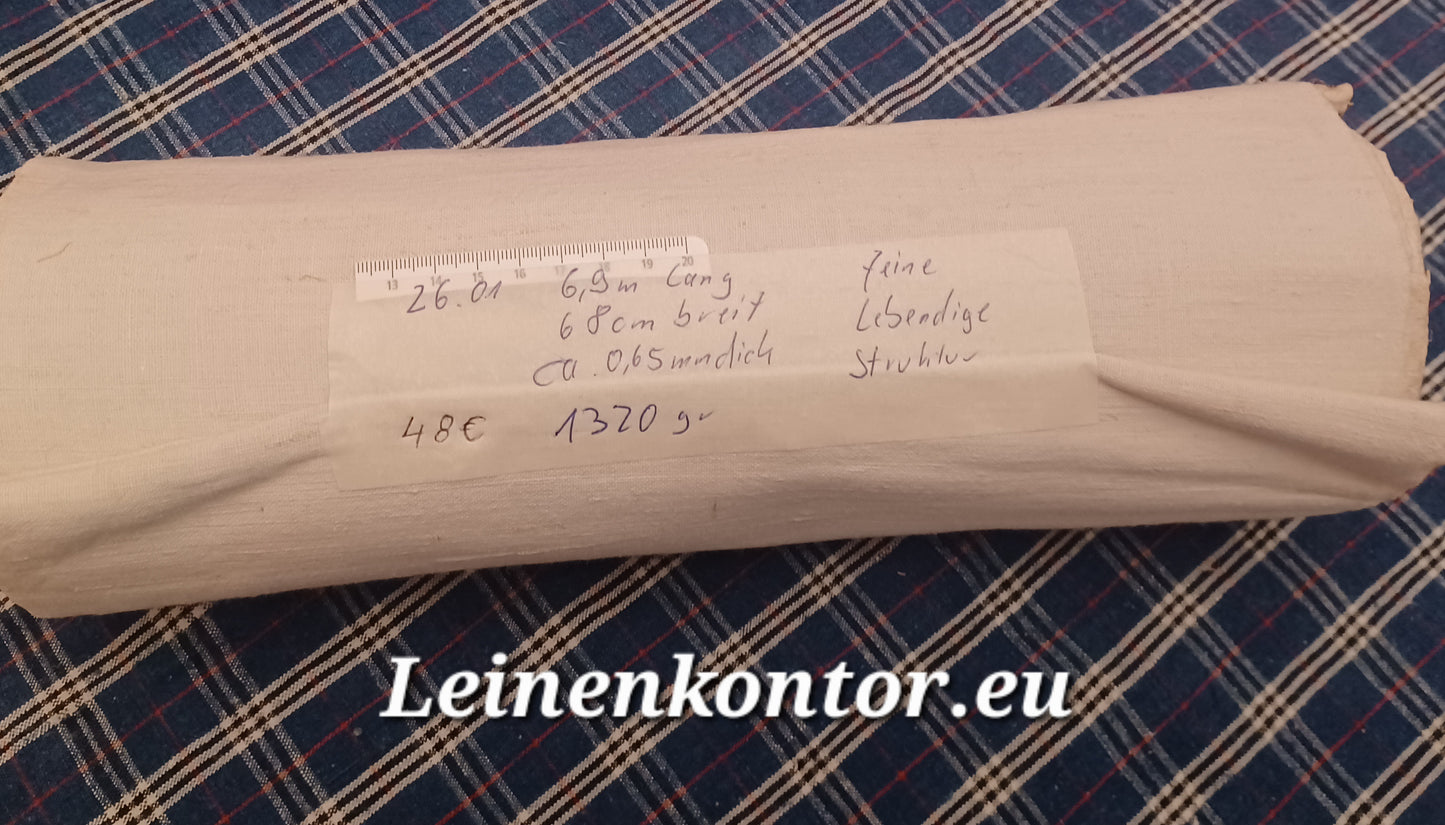 13 14 15 16 17 18 19 20
26.01
6,9m lang
68cm breit
ca. 0,65mm dick
48€
1320 gr
feine
Lebendige
Struktur
Leinenkontor.eu